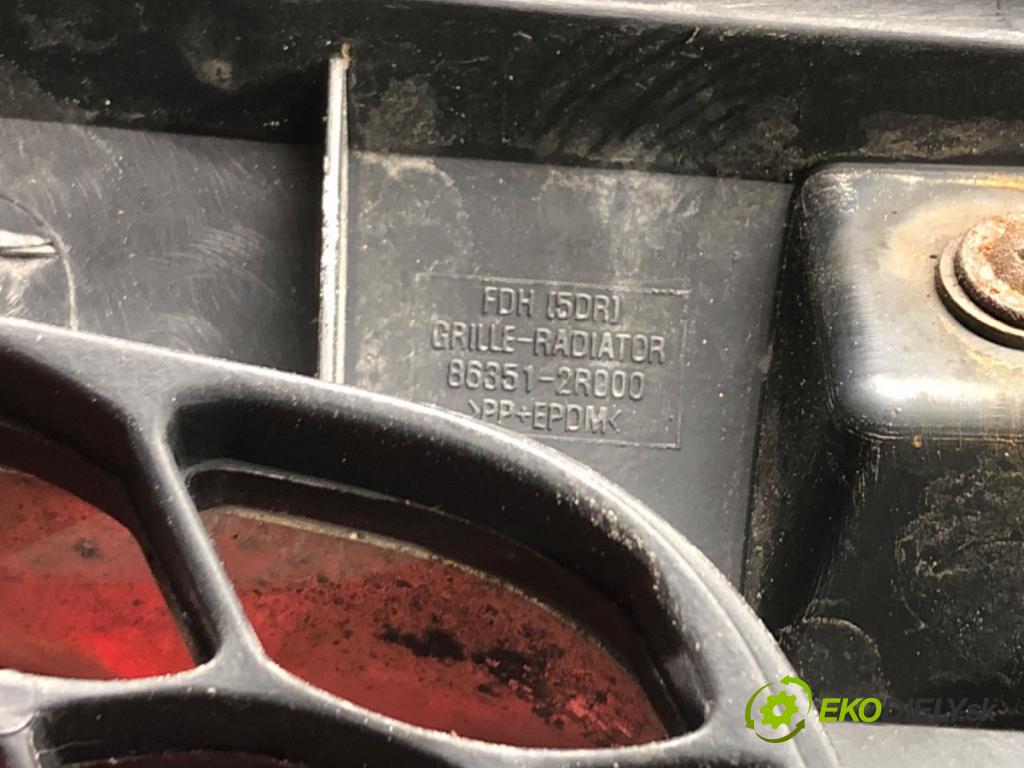 FDH (5DR)
GRILLE-RADIATOR
86351-2R000
>PP+EPDM<
EKODIELY.sk